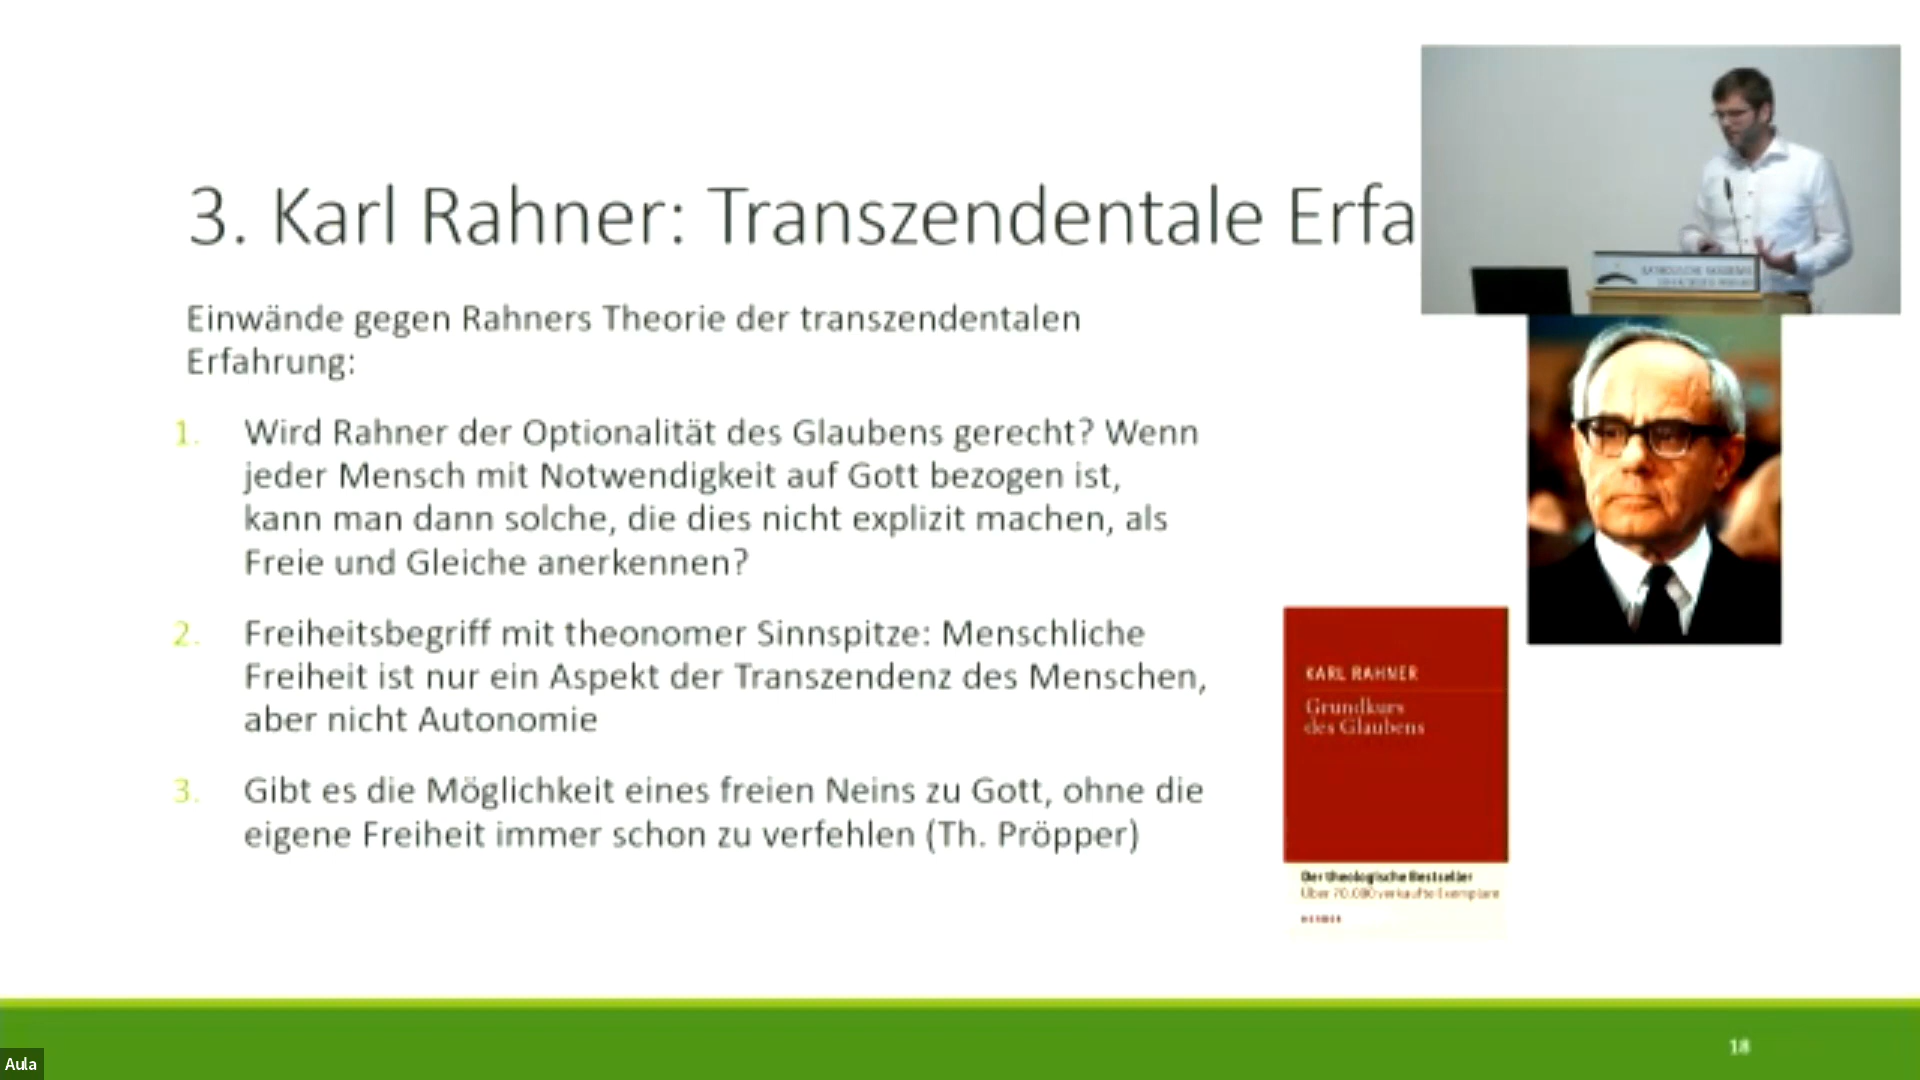 3. Karl Rahner: Transzendentale Erfa
Einwände gegen Rahners Theorie der transzendentalen
Erfahrung:
1. Wird Rahner der Optionalität des Glaubens gerecht? Wenn
jeder Mensch mit Notwendigkeit auf Gott bezogen ist,
kann man dann solche, die dies nicht explizit machen, als
Freie und Gleiche anerkennen?
2. Freiheitsbegriff mit theonomer Sinnspitze: Menschliche
Freiheit ist nur ein Aspekt der Transzendenz des Menschen,
aber nicht Autonomie
3. Gibt es die Möglichkeit eines freien Neins zu Gott, ohne die
eigene Freiheit immer schon zu verfehlen (Th. Pröpper)
KATHOLISCHE AKADEMIE
KARL RAHNER
Grundkurs
des Glaubens
Der theologische Bestseller
Über 70.000 verkaufte Exemplare
HERDER
18
Aula